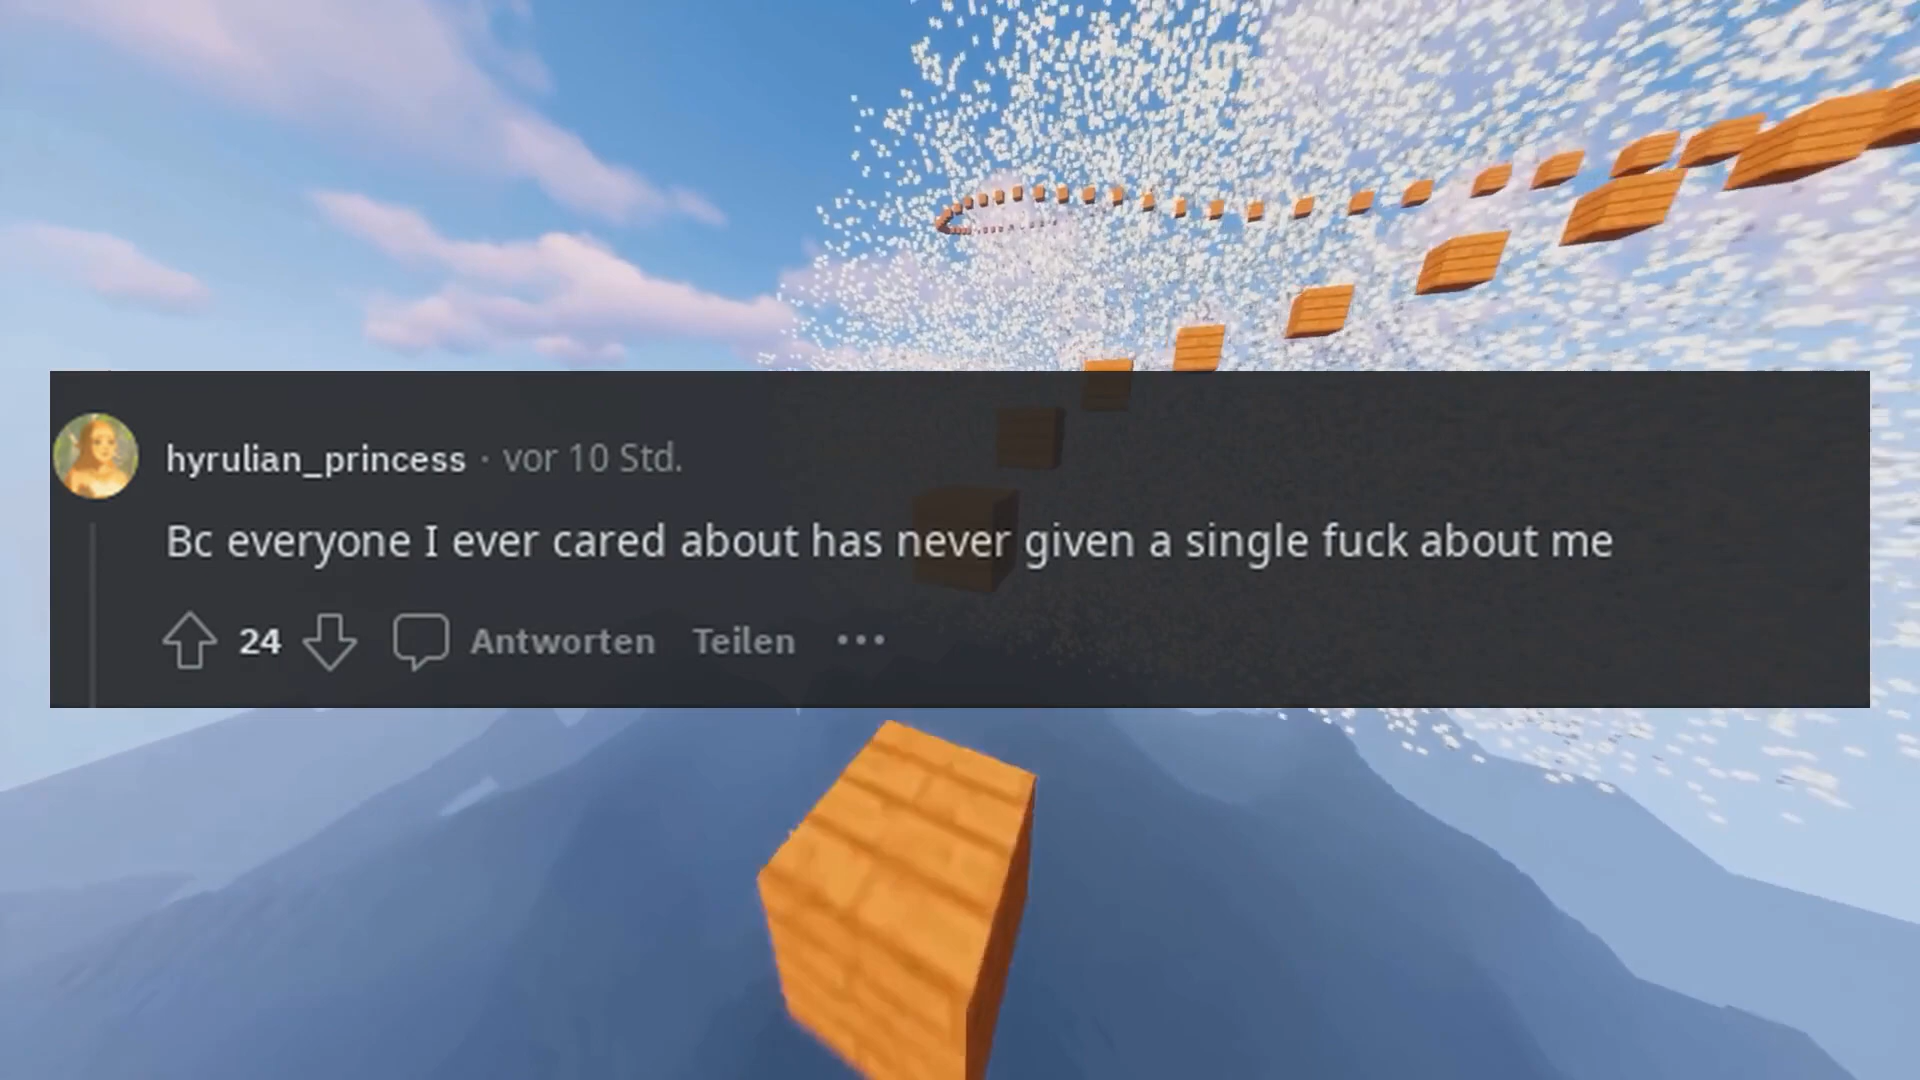 hyrulian_princess · vor 10 Std.
Bc everyone I ever cared about has never given a single fuck about me
24 Antworten Teilen ...